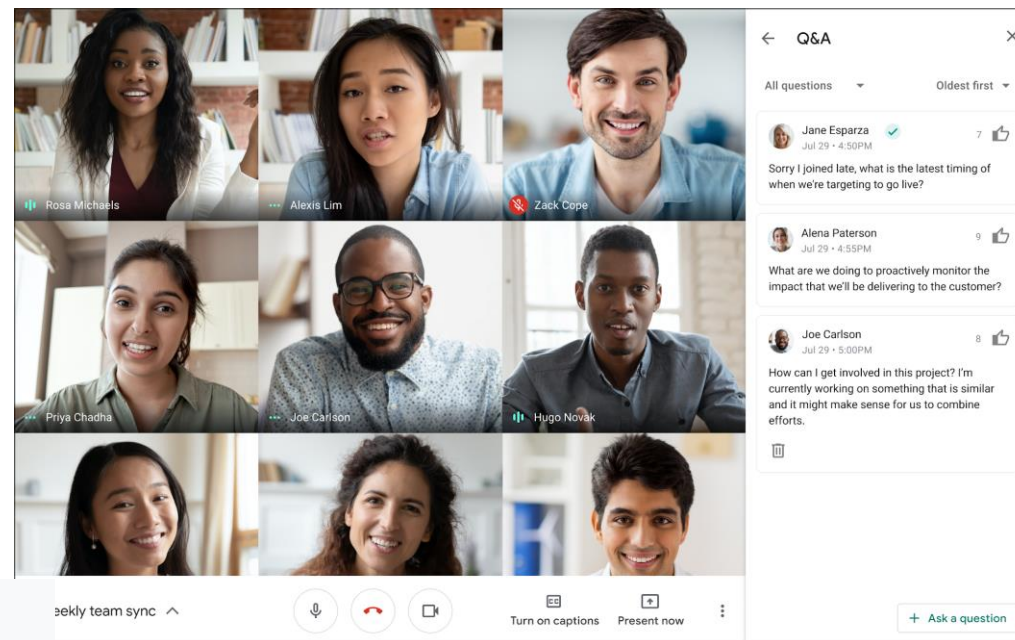 Rosa Michaels
Alexis Lim
Zack Cope
Priya Chadha
Joe Carlson
Hugo Novak
Q&A
All questions
Oldest first
Jane Esparza
7
Jul 29 • 4:50PM
Sorry I joined late, what is the latest timing of
when we're targeting to go live?
Alena Paterson
9
Jul 29 • 4:55PM
What are we doing to proactively monitor the
impact that we'll be delivering to the customer?
Joe Carlson
8
Jul 29 • 5:00PM
How can I get involved in this project? I'm
currently working on something that is similar
and it might make sense for us to combine
efforts.
eekly team sync
CC
Turn on captions
Present now
+ Ask a question